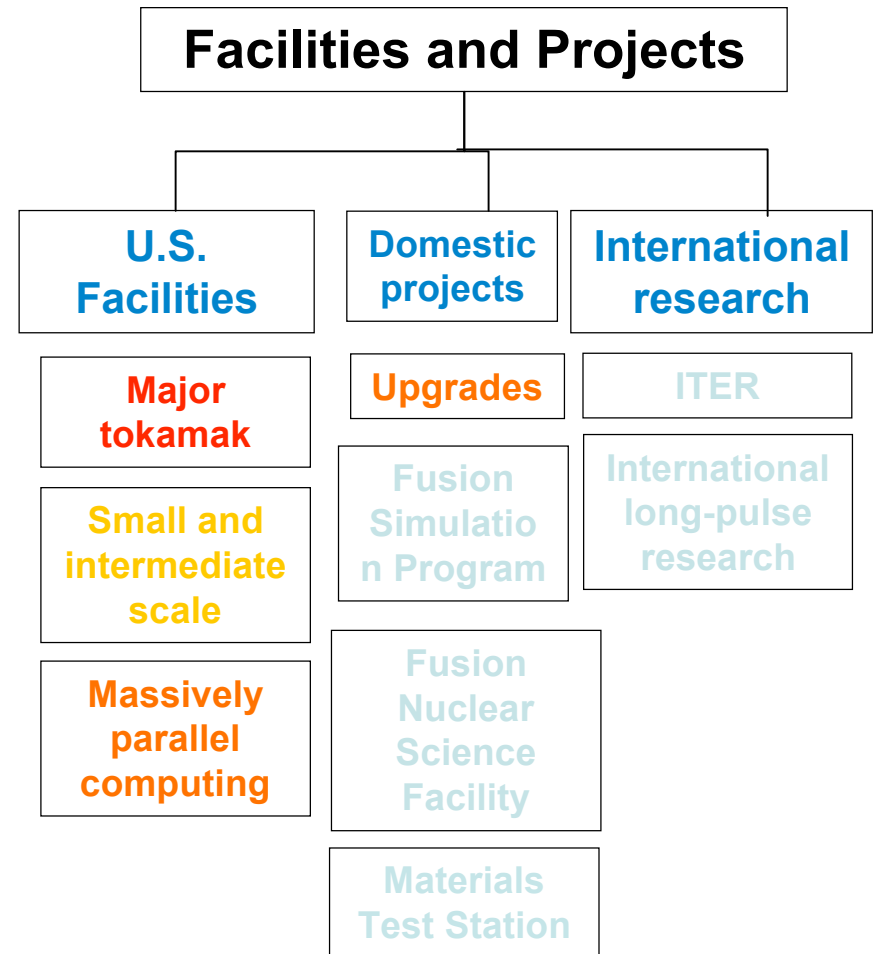 Facilities and Projects
U.S.
Facilities
Domestic
projects
International
research
Major
tokamak
Small and
intermediate
scale
Massively
parallel
computing
Upgrades
Fusion
Simulatio
n Program
Fusion
Nuclear
Science
Facility
Materials
Test Station
ITER
International
long-pulse
research